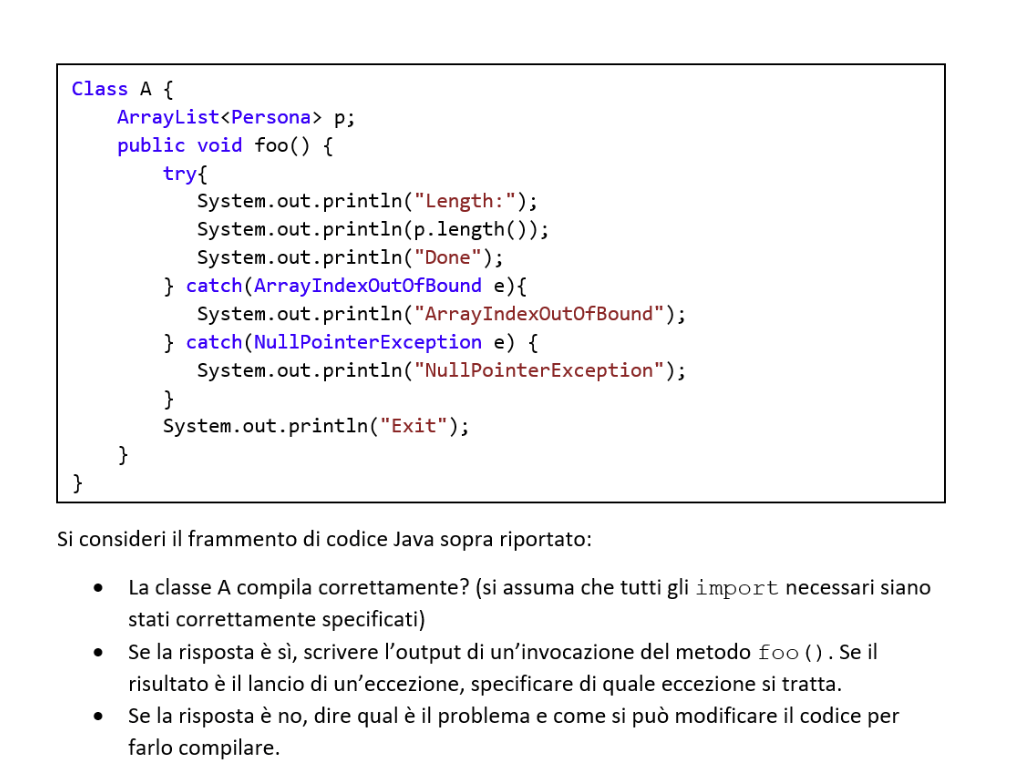 Class A {
ArrayList<Persona> p;
public void foo() {
try{
System.out.println("Length:");
System.out.println(p.length());
System.out.println("Done");
} catch(ArrayIndexOutOfBound e){
System.out.println("ArrayIndexOutOfBound");
} catch(NullPointerException e) {
System.out.println("NullPointerException");
}
System.out.println("Exit");
}
}
Si consideri il frammento di codice Java sopra riportato:
• La classe A compila correttamente? (si assuma che tutti gli import necessari siano
stati correttamente specificati)
• Se la risposta è sì, scrivere l’output di un’invocazione del metodo foo(). Se il
risultato è il lancio di un’eccezione, specificare di quale eccezione si tratta.
• Se la risposta è no, dire qual è il problema e come si può modificare il codice per
farlo compilare.